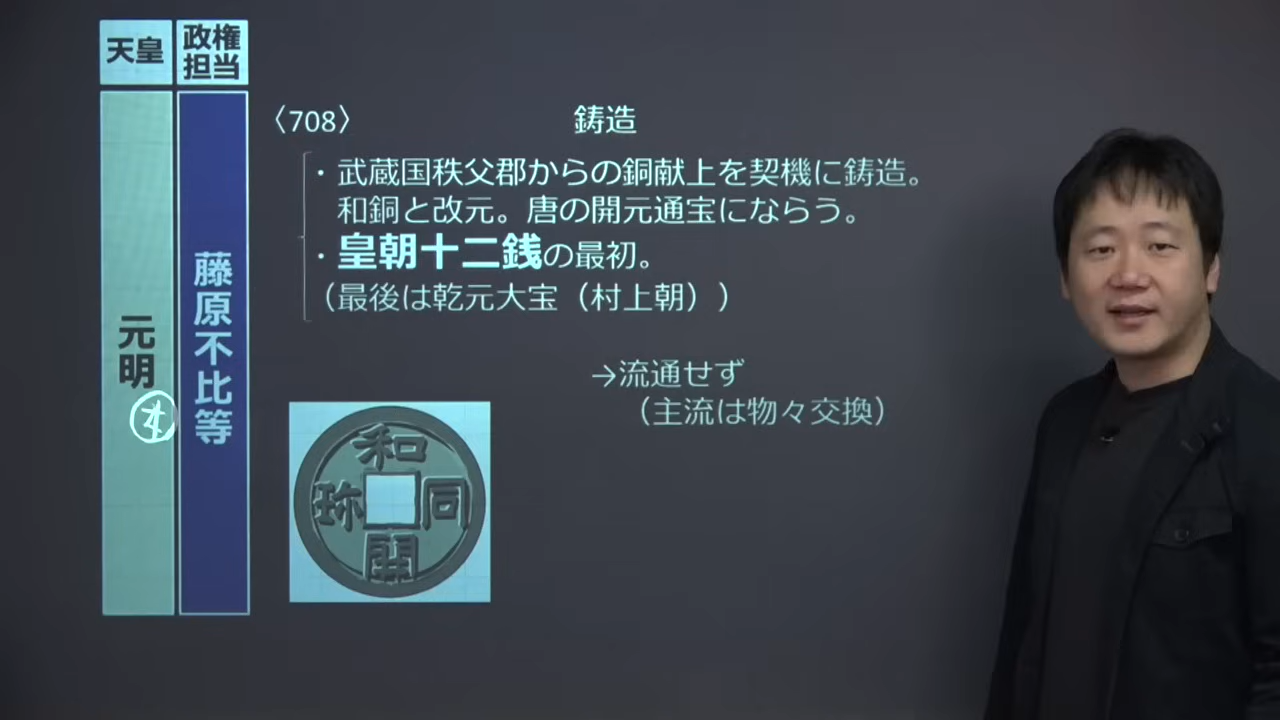 天皇
政権
担当
元明
女
藤原不比等
〈708〉 鋳造
・武蔵国秩父郡からの銅献上を契機に鋳造。
和銅と改元。唐の開元通宝にならう。
・皇朝十二銭の最初。
(最後は乾元大宝(村上朝))
→流通せず
(主流は物々交換)
和
同
開
珎